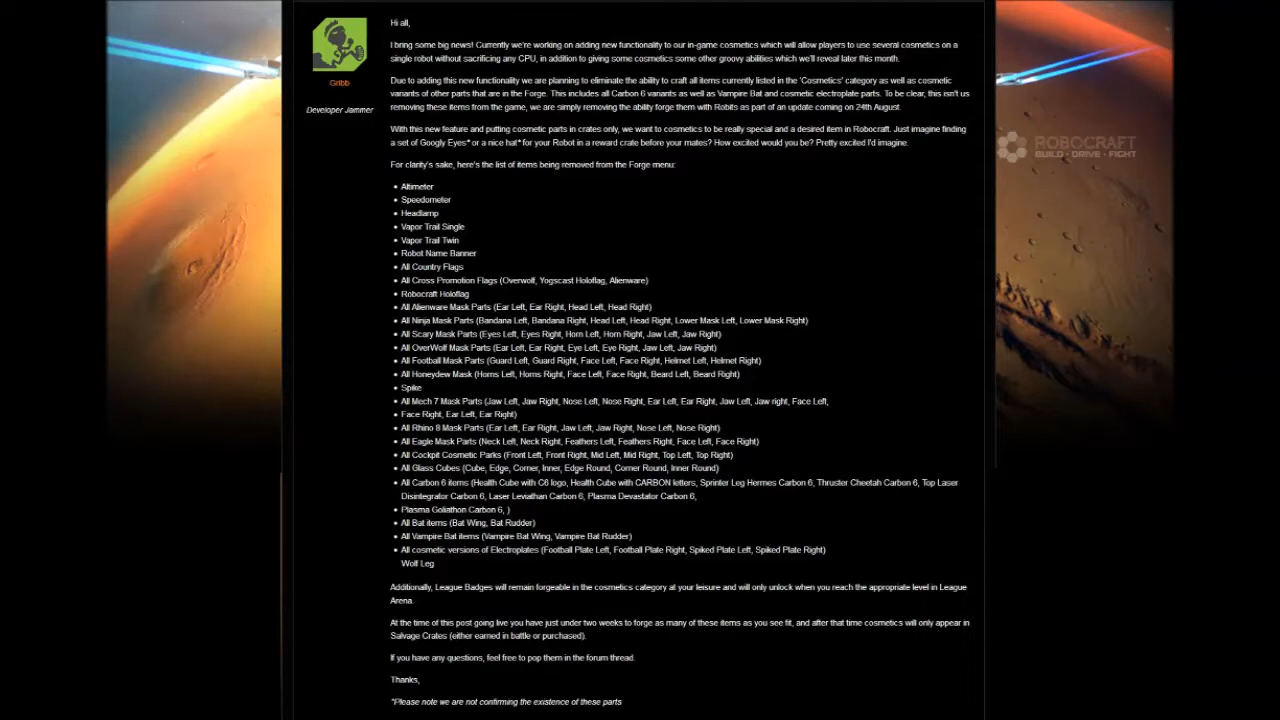 Hi all,
I bring some big news! Currently we're working on adding new functionality to our in-game cosmetics which will allow players to use several cosmetics on a
single robot without sacrificing any CPU, in addition to giving some cosmetics some other groovy abilities which we'll reveal later this month.
Gribb
Developer Jammer
Due to adding this new functionality we are planning to eliminate the ability to craft all items currently listed in the 'Cosmetics' category as well as cosmetic
variants of other parts that are in the Forge. This includes all Carbon 6 variants as well as Vampire Bat and cosmetic electroplate parts. To be clear, this isn't us
removing these items from the game, we are simply removing the ability forge them with Robits as part of an update coming on 24th August.
With this new feature and putting cosmetic parts in crates only, we want to cosmetics to be really special and a desired item in Robocraft. Just imagine finding
a set of Googly Eyes* or a nice hat* for your Robot in a reward crate before your mates? How excited would you be? Pretty excited I'd imagine.
ROBOCRAFT
BUILD · DRIVE · FIGHT
For clarity's sake, here's the list of items being removed from the Forge menu:
• Altimeter
• Speedometer
• Headlamp
• Vapor Trail Single
• Vapor Trail Twin
• Robot Name Banner
• All Country Flags
• All Cross Promotion Flags (Overwolf, Yogscast Holoflag, Alienware)
• Robocraft Holoflag
• All Alienware Mask Parts (Ear Left, Ear Right, Head Left, Head Right)
• All Ninja Mask Parts (Bandana Left, Bandana Right, Head Left, Head Right, Lower Mask Left, Lower Mask Right)
• All Scary Mask Parts (Eyes Left, Eyes Right, Horn Left, Horn Right, Jaw Left, Jaw Right)
• All OverWolf Mask Parts (Ear Left, Ear Right, Eye Left, Eye Right, Jaw Left, Jaw Right)
• All Football Mask Parts (Guard Left, Guard Right, Face Left, Face Right, Helmet Left, Helmet Right)
• All Honeydew Mask (Horns Left, Horns Right, Face Left, Face Right, Beard Left, Beard Right)
• Spike
• All Mech 7 Mask Parts (Jaw Left, Jaw Right, Nose Left, Nose Right, Ear Left, Ear Right, Jaw Left, Jaw right, Face Left,
• Face Right, Ear Left, Ear Right)
• All Rhino 8 Mask Parts (Ear Left, Ear Right, Jaw Left, Jaw Right, Nose Left, Nose Right)
• All Eagle Mask Parts (Neck Left, Neck Right, Feathers Left, Feathers Right, Face Left, Face Right)
• All Cockpit Cosmetic Parks (Front Left, Front Right, Mid Left, Mid Right, Top Left, Top Right)
• All Glass Cubes (Cube, Edge, Corner, Inner, Edge Round, Corner Round, Inner Round)
• All Carbon 6 items (Health Cube with C6 logo, Health Cube with CARBON letters, Sprinter Leg Hermes Carbon 6, Thruster Cheetah Carbon 6, Top Laser
Disintegrator Carbon 6, Laser Leviathan Carbon 6, Plasma Devastator Carbon 6,
• Plasma Goliathon Carbon 6, )
• All Bat items (Bat Wing, Bat Rudder)
• All Vampire Bat items (Vampire Bat Wing, Vampire Bat Rudder)
• All cosmetic versions of Electroplates (Football Plate Left, Football Plate Right, Spiked Plate Left, Spiked Plate Right)
Wolf Leg
Additionally, League Badges will remain forgeable in the cosmetics category at your leisure and will only unlock when you reach the appropriate level in League
Arena.
At the time of this post going live you have just under two weeks to forge as many of these items as you see fit, and after that time cosmetics will only appear in
Salvage Crates (either earned in battle or purchased).
If you have any questions, feel free to pop them in the forum thread.
Thanks,
*Please note we are not confirming the existence of these parts